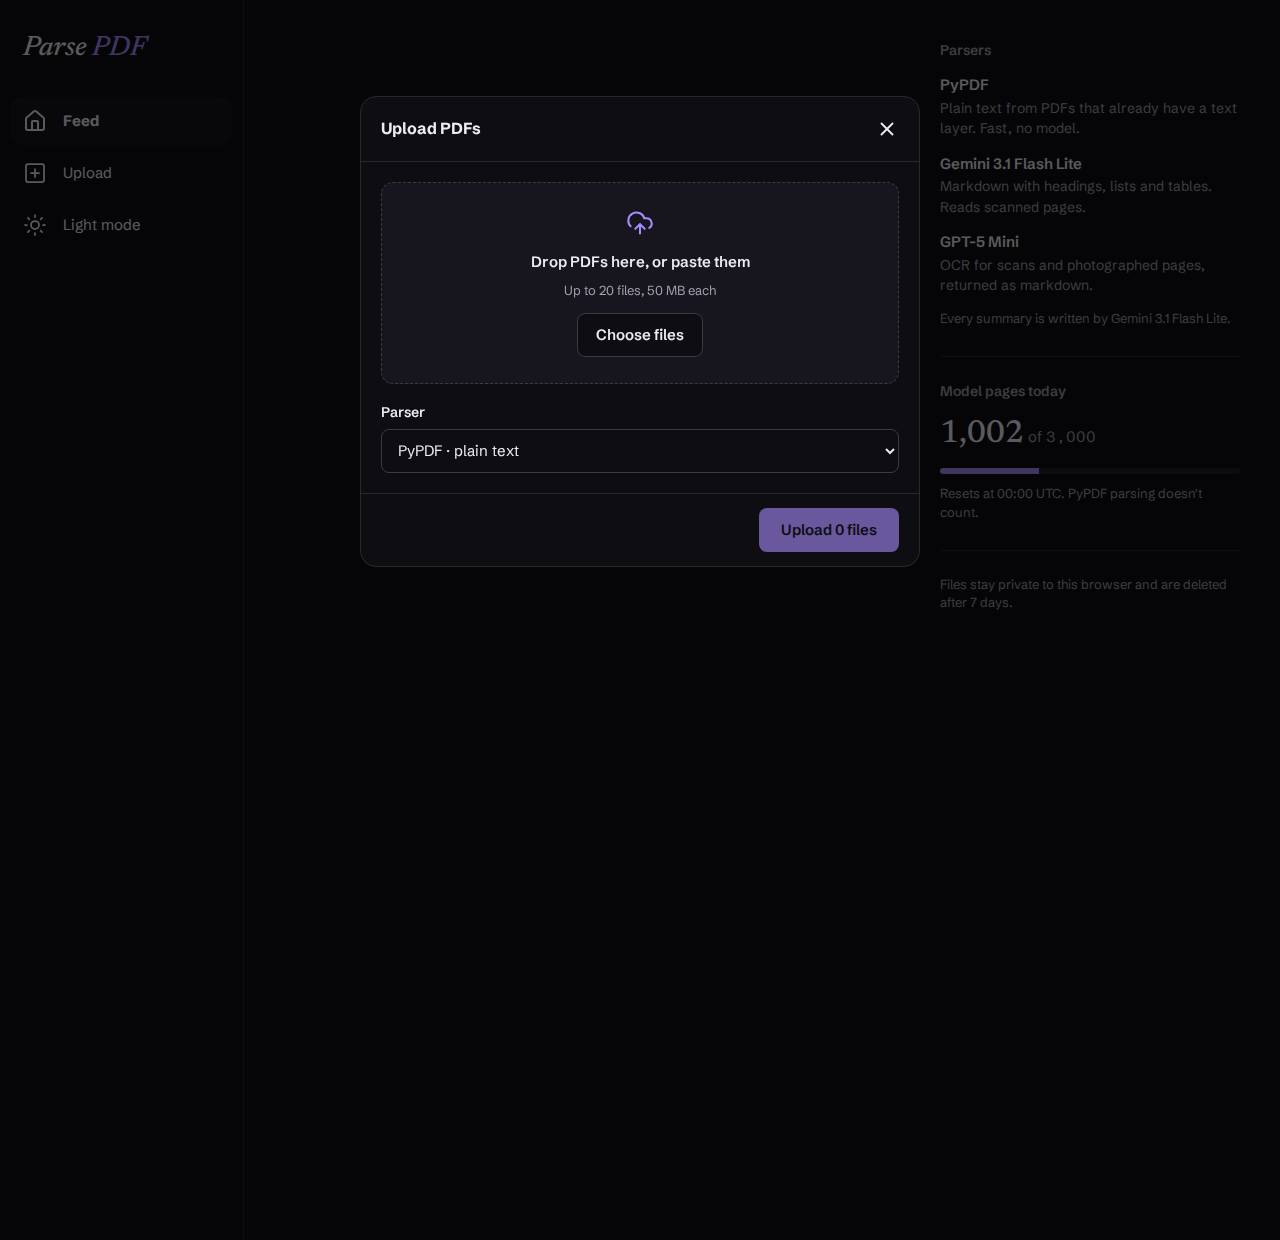 Parse PDF
Feed
Upload
Light mode
Upload PDFs
Drop PDFs here, or paste them
Up to 20 files, 50 MB each
Choose files
Parser
PyPDF · plain text
Upload 0 files
Parsers
PyPDF
Plain text from PDFs that already have a text
layer. Fast, no model.
Gemini 3.1 Flash Lite
Markdown with headings, lists and tables.
Reads scanned pages.
GPT-5 Mini
OCR for scans and photographed pages,
returned as markdown.
Every summary is written by Gemini 3.1 Flash Lite.
Model pages today
1,002 of 3,000
Resets at 00:00 UTC. PyPDF parsing doesn't
count.
Files stay private to this browser and are deleted
after 7 days.